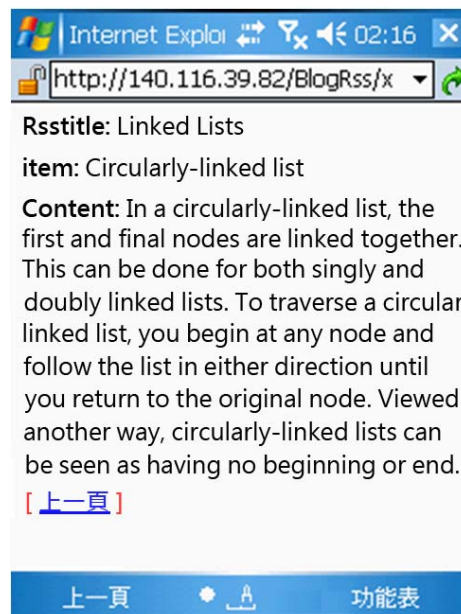 Internet Explor 02:16
http://140.116.39.82/BlogRss/x
Rsstitle: Linked Lists
item: Circularly-linked list
Content: In a circularly-linked list, the
first and final nodes are linked together.
This can be done for both singly and
doubly linked lists. To traverse a circular
linked list, you begin at any node and
follow the list in either direction until
you return to the original node. Viewed
another way, circularly-linked lists can
be seen as having no beginning or end.
[ 上一頁 ]
上一頁 A 功能表